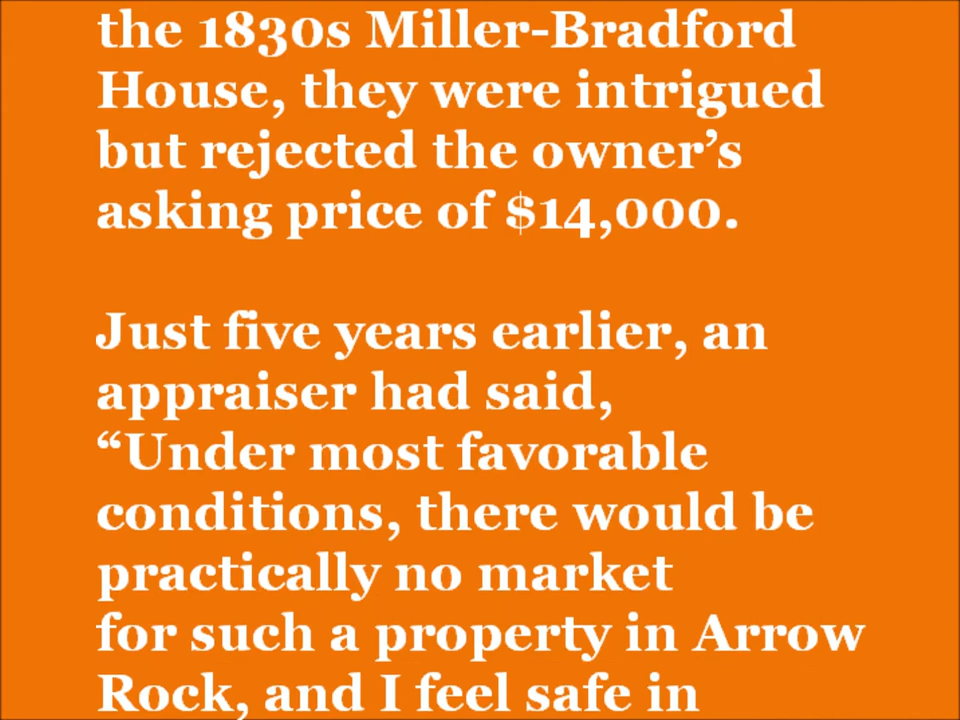 the 1830s Miller-Bradford
House, they were intrigued
but rejected the owner’s
asking price of $14,000.
Just five years earlier, an
appraiser had said,
“Under most favorable
conditions, there would be
practically no market
for such a property in Arrow
Rock, and I feel safe in